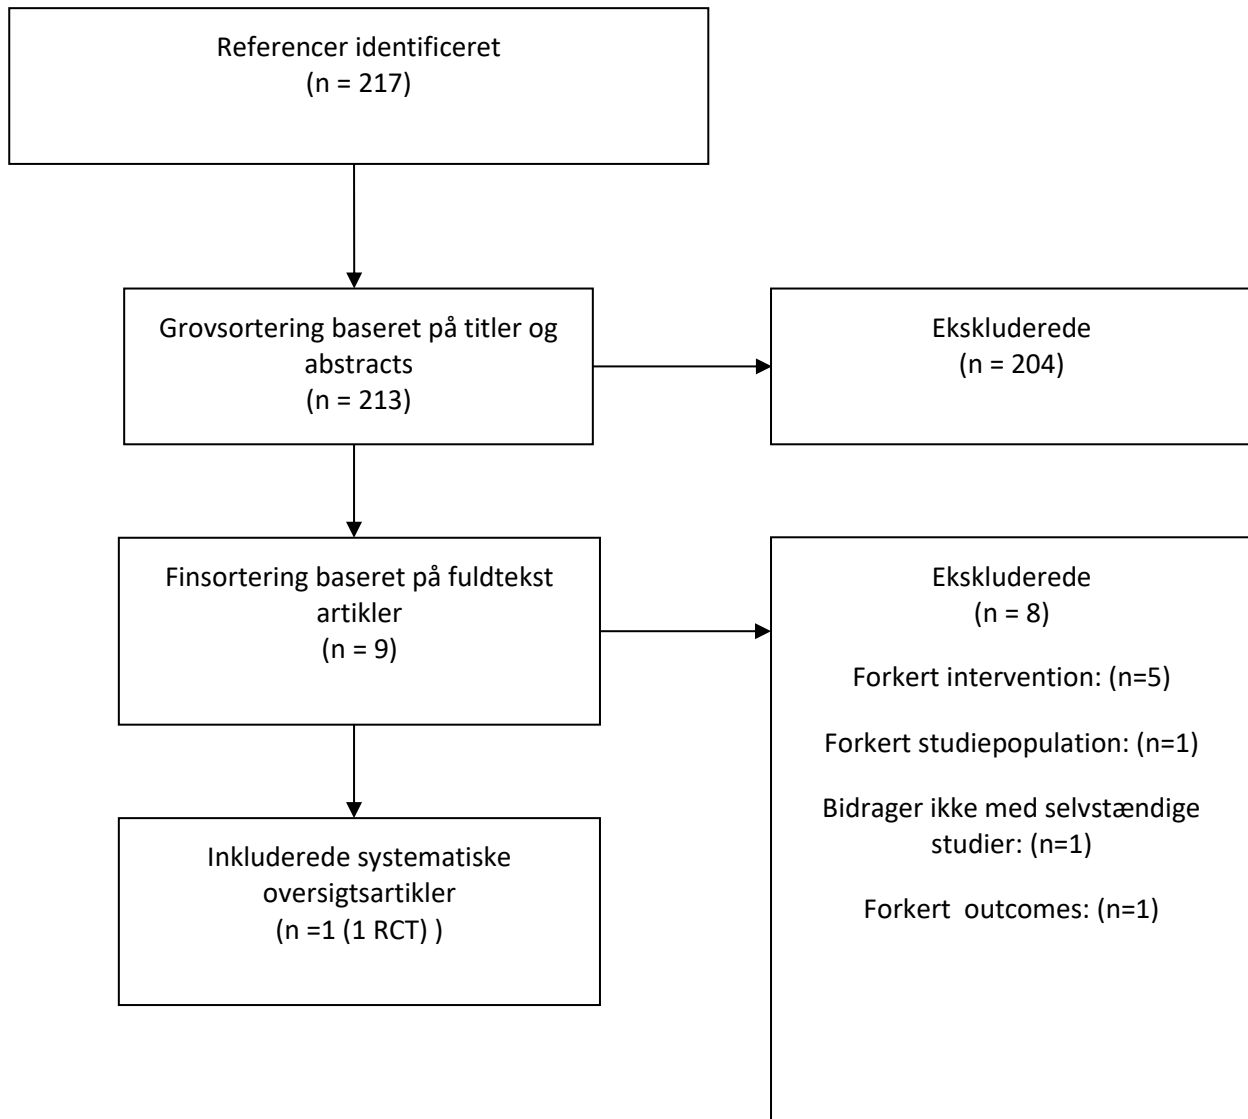 Referencer identificeret
(n = 217)
Grovsortering baseret på titler og
abstracts
(n = 213)
Ekskluderede
(n = 204)
Finsortering baseret på fuldtekst
artikler
(n = 9)
Ekskluderede
(n = 8)
Forkert intervention: (n=5)
Forkert studiepopulation: (n=1)
Bidrager ikke med selvstændige
studier: (n=1)
Forkert  outcomes: (n=1)
Inkluderede systematiske
oversigtsartikler
(n =1 (1 RCT) )